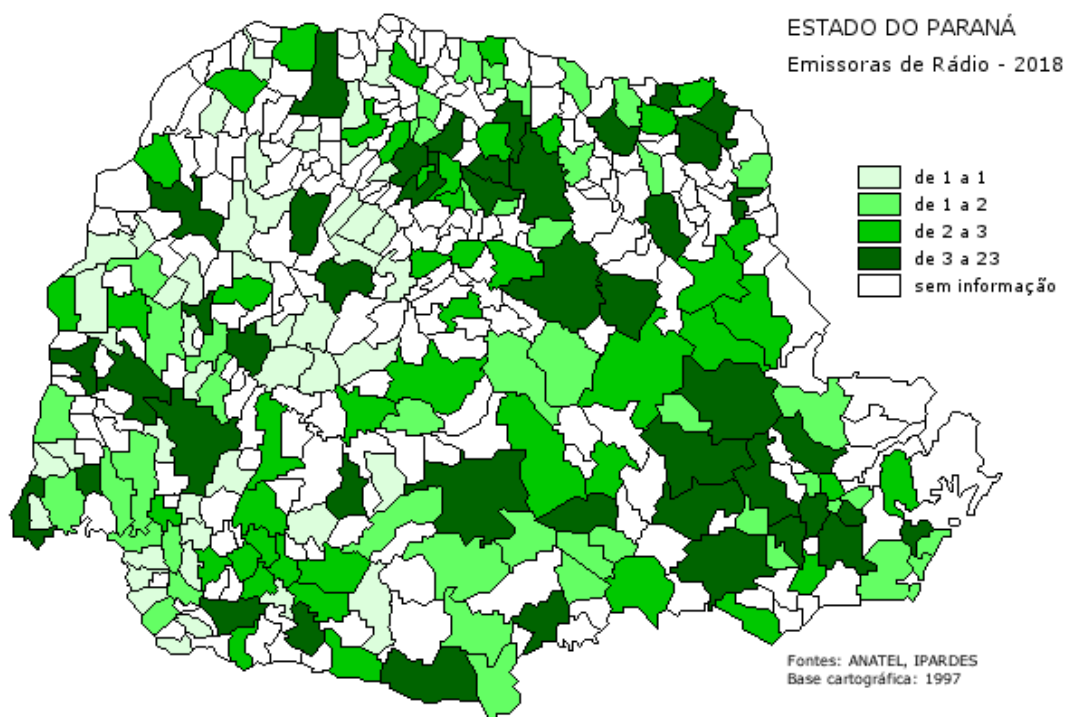 ESTADO DO PARANÁ
Emissoras de Rádio - 2018
de 1 a 1
de 1 a 2
de 2 a 3
de 3 a 23
sem informação
Fontes: ANATEL, IPARDES
Base cartográfica: 1997